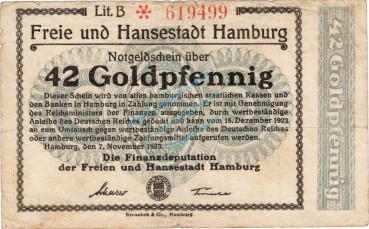 Lit. B * 619499
Freie und Hansestadt Hamburg
Notgeldschein über
42 Goldpfennig
Dieser Schein wird von allen hamburgischen staatlichen Kassen und
den Banken in Hamburg in Zahlung genommen. Er ist mit Genehmigung
des Reichsministers der Finanzen ausgegeben, durch wertbeständige
Anleihe des Deutschen Reiches gedeckt und kann vom 15. Dezember 1923
an zum Umtausch gegen wertbeständige Anleihe des Deutschen Reiches
oder andere wertbeständige Zahlungsmittel aufgerufen werden.
Hamburg, den 7. November 1923.
Die Finanzdeputation
der Freien und Hansestadt Hamburg
Broschek & Co., Hamburg
42 Goldpfennig